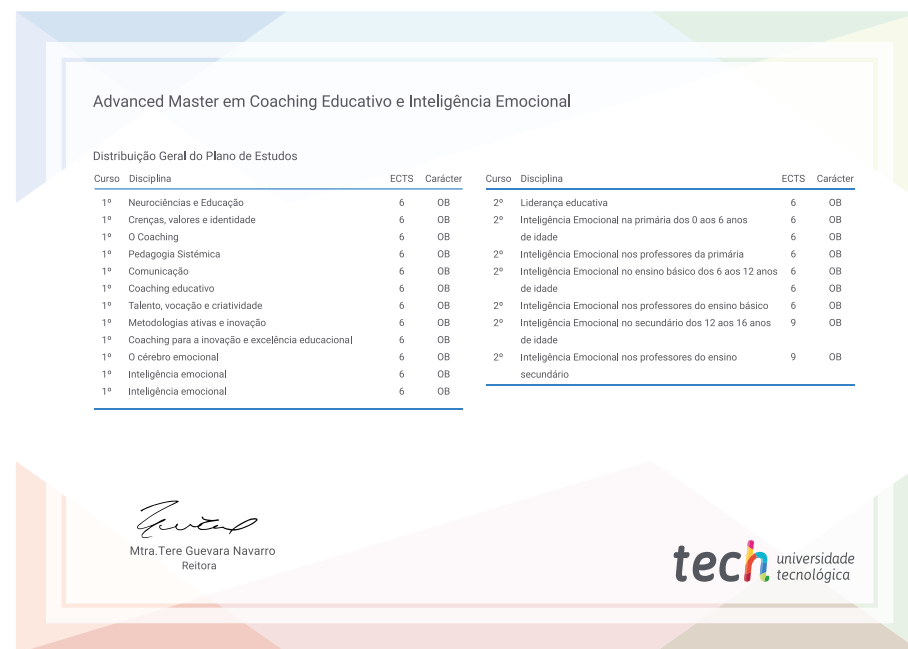 Advanced Master em Coaching Educativo e Inteligência Emocional
Distribuição Geral do Plano de Estudos
Curso Disciplina ECTS Carácter
1º Neurociências e Educação 6 OB
1º Crenças, valores e identidade 6 OB
1º O Coaching 6 OB
1º Pedagogia Sistémica 6 OB
1º Comunicação 6 OB
1º Coaching educativo 6 OB
1º Talento, vocação e criatividade 6 OB
1º Metodologias ativas e inovação 6 OB
1º Coaching para a inovação e excelência educacional 6 OB
1º O cérebro emocional 6 OB
1º Inteligência emocional 6 OB
1º Inteligência emocional 6 OB
Curso Disciplina ECTS Carácter
2º Liderança educativa 6 OB
2º Inteligência Emocional na primária dos 0 aos 6 anos 6 OB
de idade 6 OB
2º Inteligência Emocional nos professores da primária 6 OB
2º Inteligência Emocional no ensino básico dos 6 aos 12 anos 6 OB
de idade 6 OB
2º Inteligência Emocional nos professores do ensino básico 6 OB
2º Inteligência Emocional no secundário dos 12 aos 16 anos 9 OB
de idade
2º Inteligência Emocional nos professores do ensino 9 OB
secundário
Mtra.Tere Guevara Navarro
Reitora
tech universidade
tecnológica